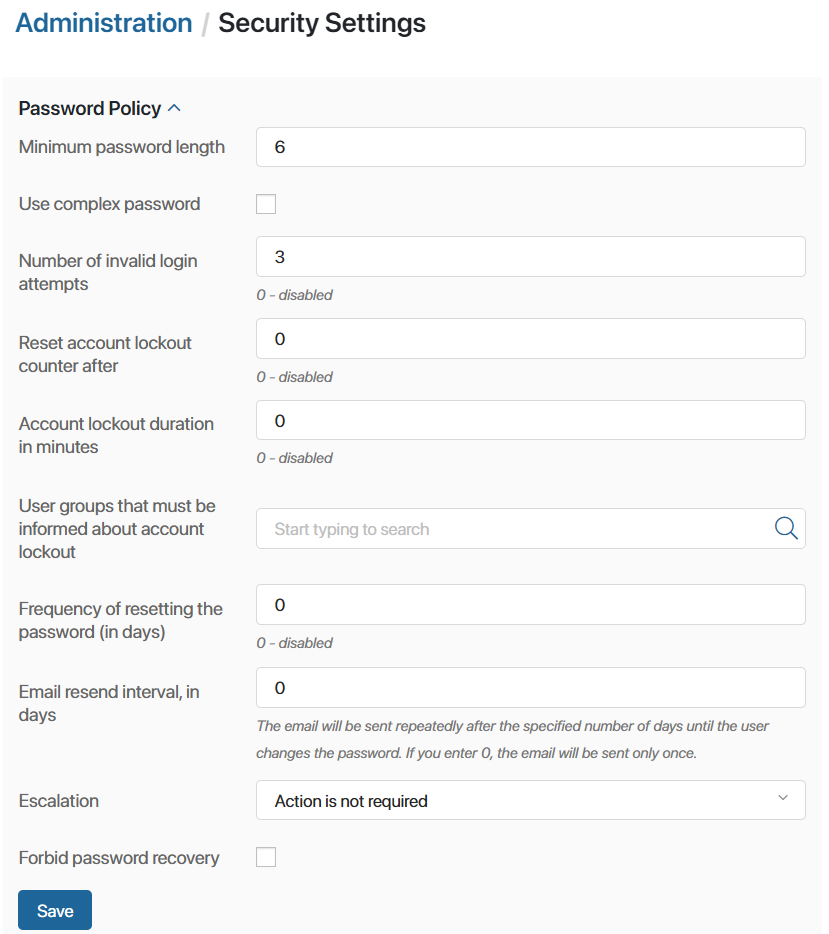 Administration / Security Settings
Password Policy
Minimum password length
6
Use complex password
Number of invalid login
attempts
3
0 - disabled
Reset account lockout
counter after
0
0 - disabled
Account lockout duration
in minutes
0
0 - disabled
User groups that must be
informed about account
lockout
Start typing to search
Frequency of resetting the
password (in days)
0
0 - disabled
Email resend interval, in
days
0
The email will be sent repeatedly after the specified number of days until the user
changes the password. If you enter 0, the email will be sent only once.
Escalation
Action is not required
Forbid password recovery
Save